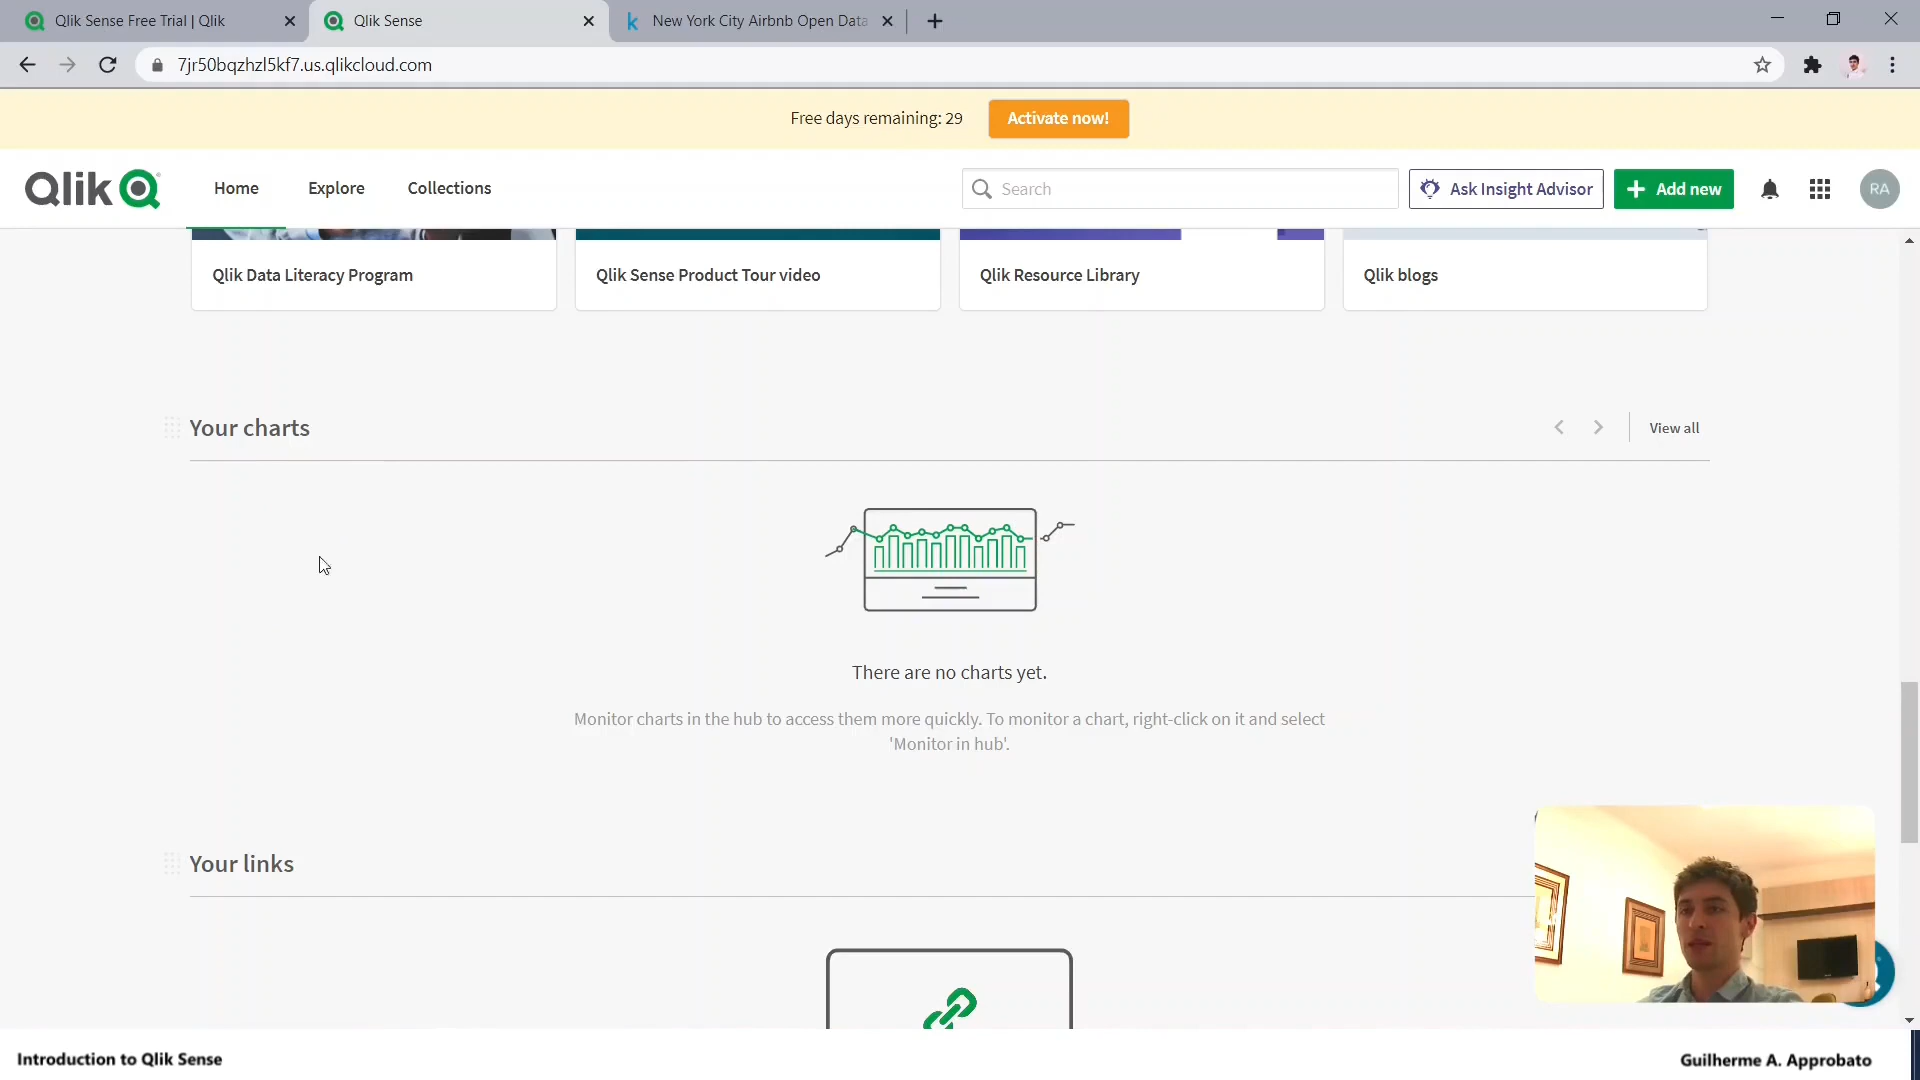 Qlik Sense Free Trial | Qlik
Qlik Sense
New York City Airbnb Open Data
7jr50bqzhzl5kf7.us.qlikcloud.com
Free days remaining: 29
Activate now!
Qlik
Home
Explore
Collections
Search
Ask Insight Advisor
Add new
RA
Qlik Data Literacy Program
Qlik Sense Product Tour video
Qlik Resource Library
Qlik blogs
Your charts
View all
There are no charts yet.
Monitor charts in the hub to access them more quickly. To monitor a chart, right-click on it and select
'Monitor in hub'.
Your links
Introduction to Qlik Sense
Guilherme A. Approbato